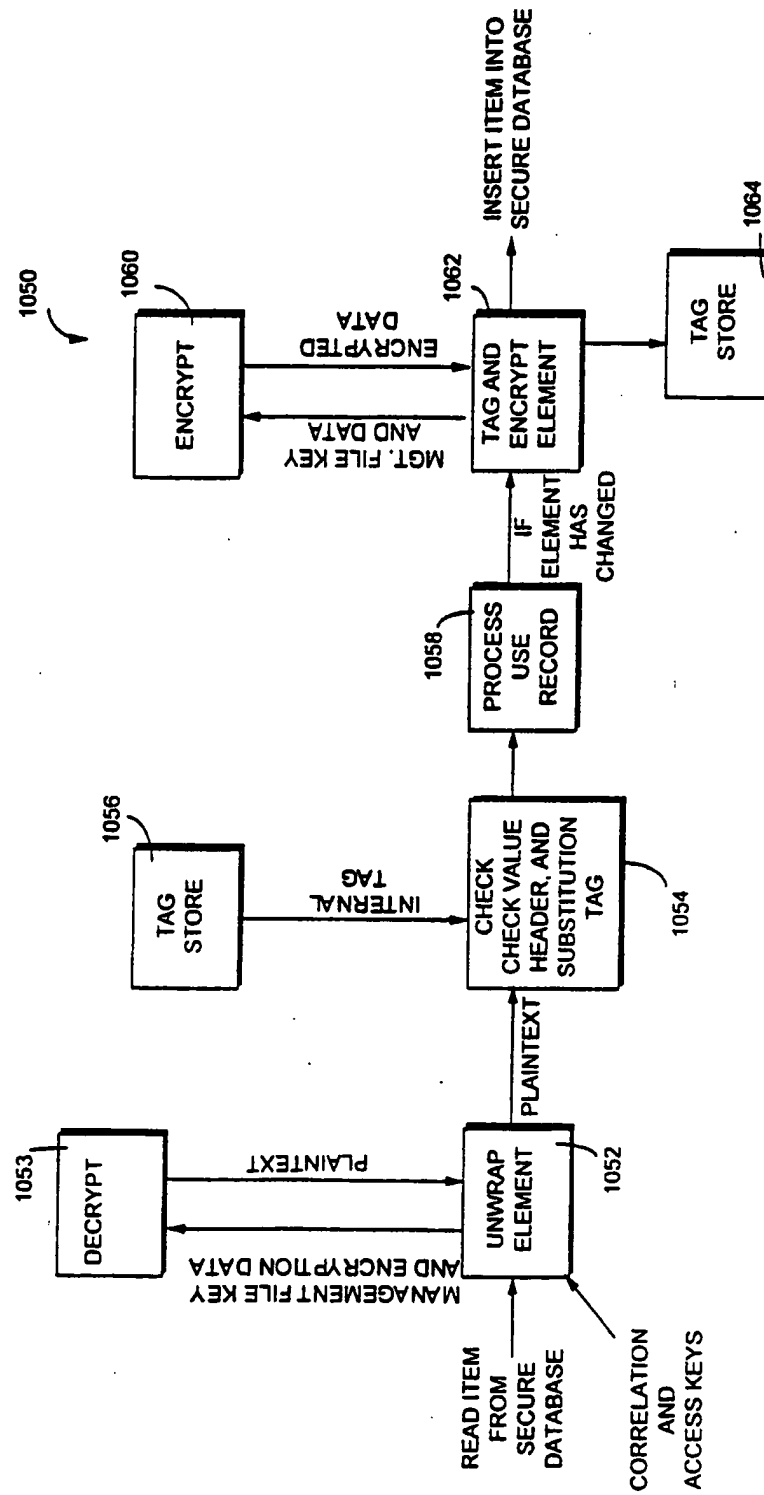 1050
1053
DECRYPT
MANAGEMENT FILE KEY
AND ENCRYPTION DATA
PLAINTEXT
READ ITEM
FROM
SECURE
DATABASE
CORRELATION
AND
ACCESS KEYS
UNWRAP
ELEMENT
1052
PLAINTEXT
1056
TAG
STORE
INTERNAL
TAG
CHECK
CHECK VALUE
HEADER, AND
SUBSTITUTION
TAG
1054
1058
PROCESS
USE
RECORD
IF
ELEMENT
HAS
CHANGED
1060
ENCRYPT
MGT. FILE KEY
AND DATA
ENCRYPTED
DATA
1062
TAG AND
ENCRYPT
ELEMENT
INSERT ITEM INTO
SECURE DATABASE
TAG
STORE
1064